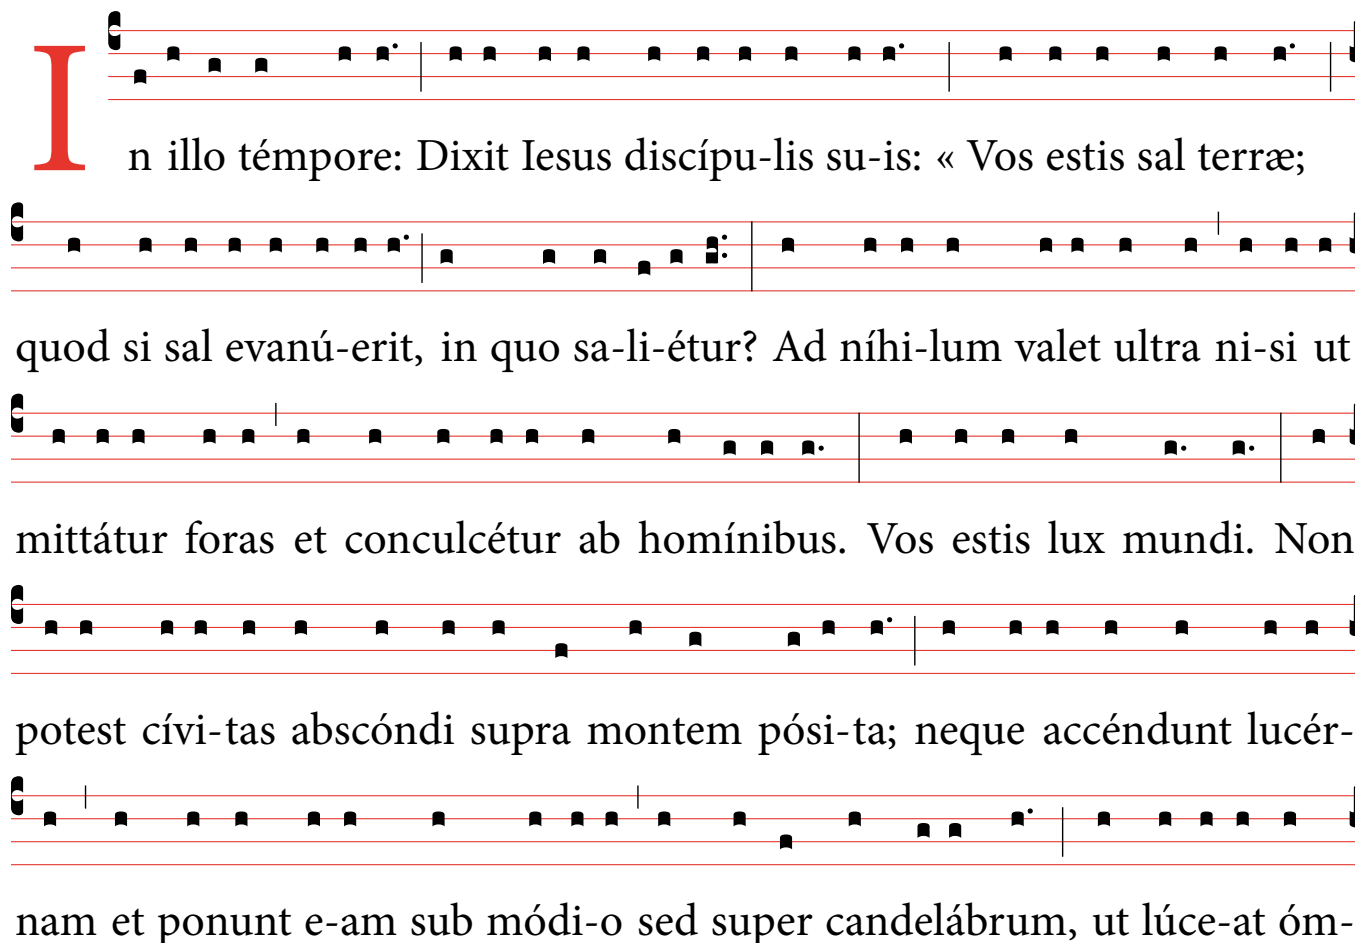 In illo témpore: Dixit Iesus discípu-lis su-is: « Vos estis sal terræ;
quod si sal evanú-erit, in quo sa-li-étur? Ad níhi-lum valet ultra ni-si ut
mittátur foras et conculcétur ab homínibus. Vos estis lux mundi. Non
potest cívi-tas abscóndi supra montem pósi-ta; neque accéndunt lucér-
nam et ponunt e-am sub módi-o sed super candelábrum, ut lúce-at óm-